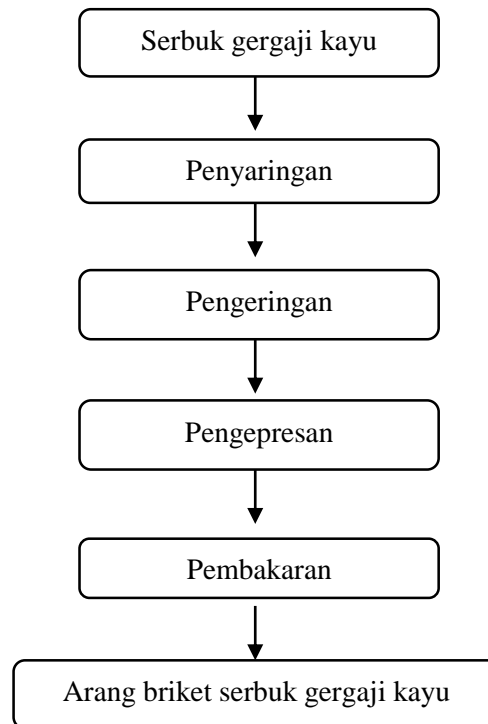 Serbuk gergaji kayu
Penyaringan
Pengeringan
Pengepresan
Pembakaran
Arang briket serbuk gergaji kayu